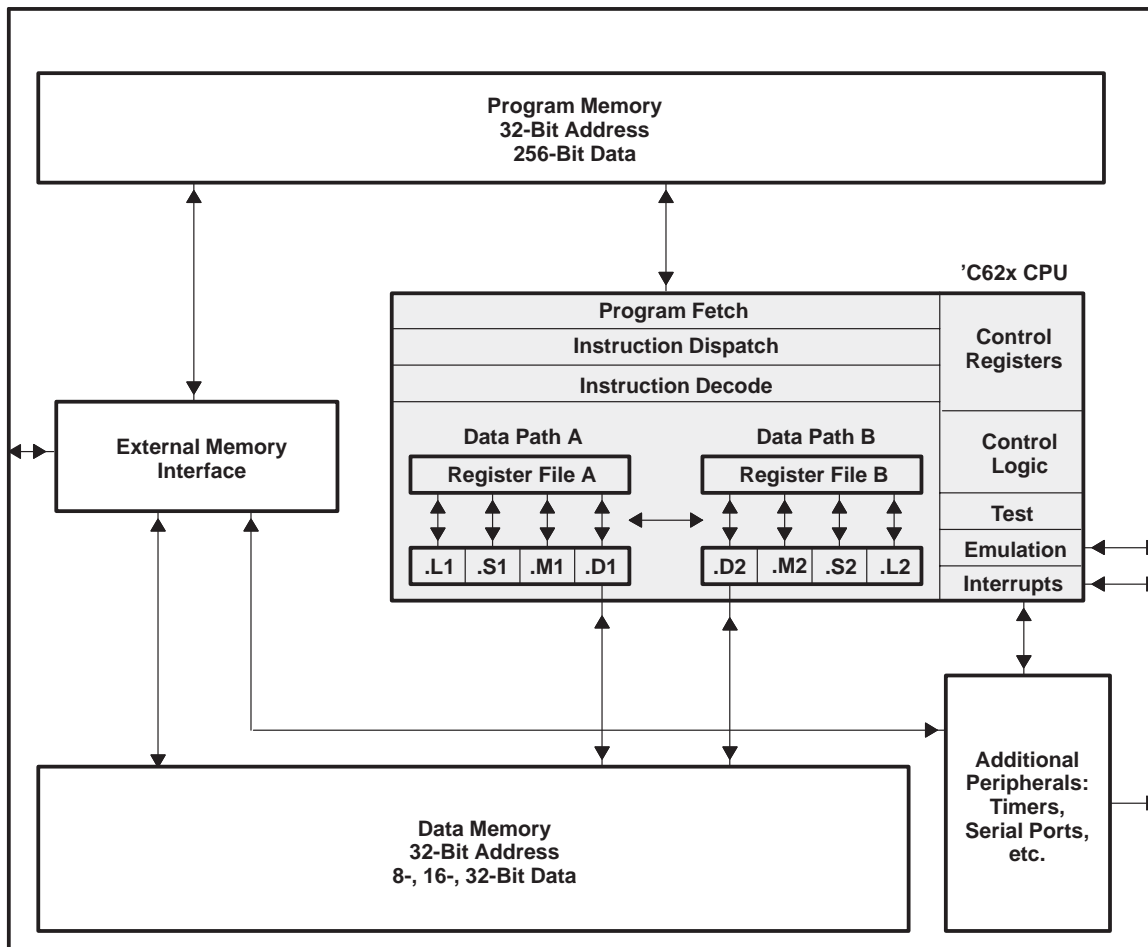 Program Memory
32-Bit Address
256-Bit Data
’C62x CPU
Program Fetch
Instruction Dispatch
Instruction Decode
Control
Registers
Data Path A
Data Path B
Register File A
Register File B
.L1 .S1 .M1 .D1
.D2 .M2 .S2 .L2
Control
Logic
Test
Emulation
Interrupts
External Memory
Interface
Data Memory
32-Bit Address
8-, 16-, 32-Bit Data
Additional
Peripherals:
Timers,
Serial Ports,
etc.